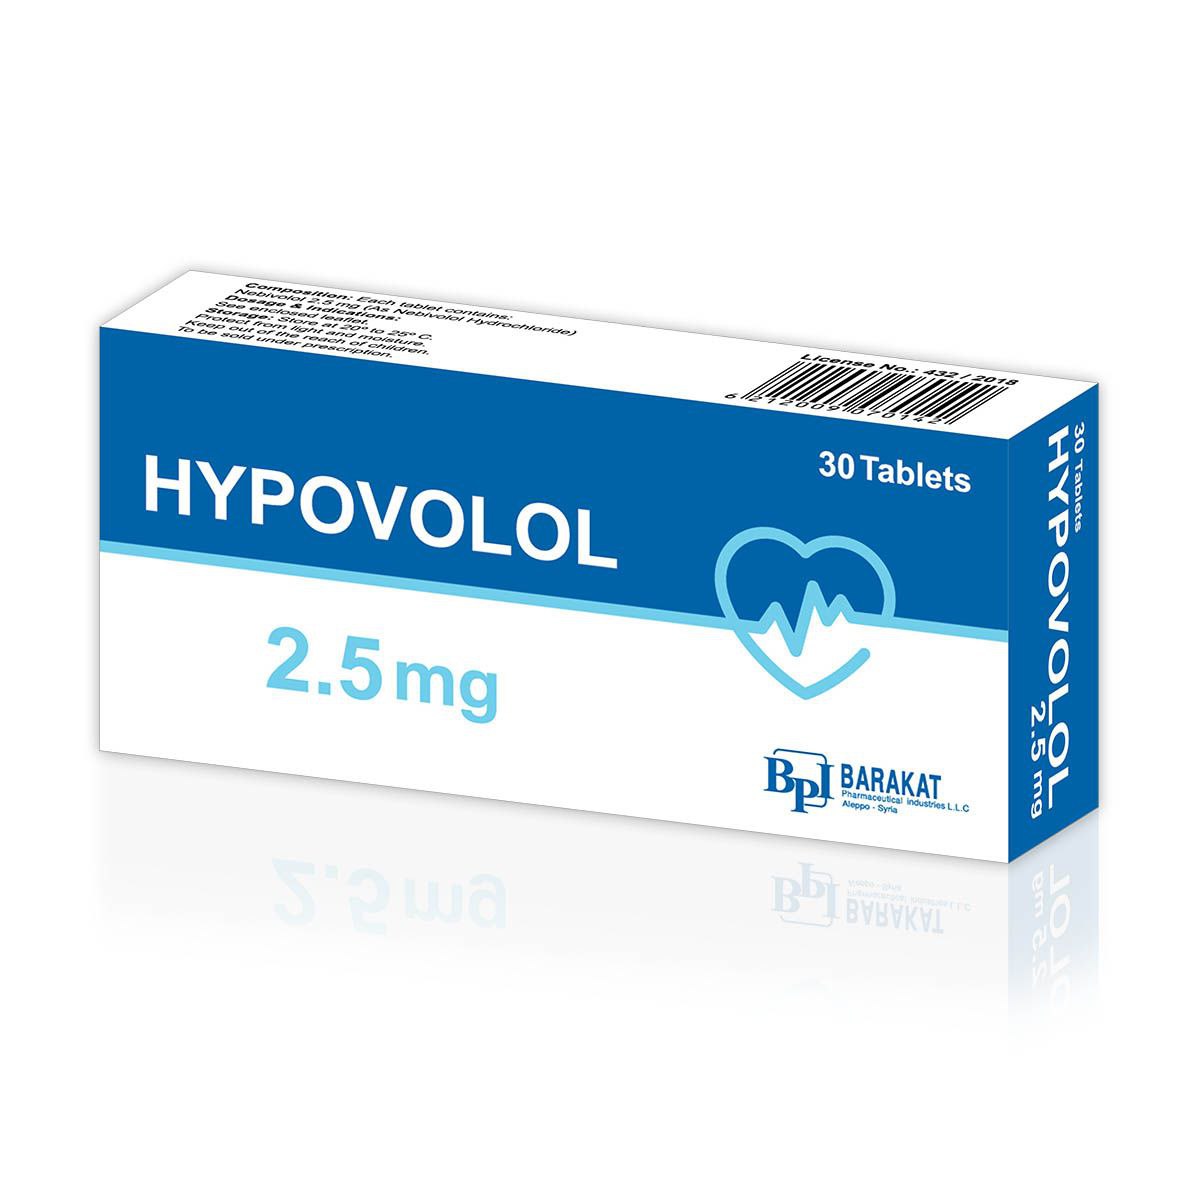 Composition: Each tablet contains:
Nebivolol 2.5 mg (As Nebivolol Hydrochloride)
Dosage & Indications:
See enclosed leaflet.
Storage: Store at 20° to 25° C.
Protect from light and moisture.
Keep out of the reach of children.
To be sold under prescription.
License No.: 432 / 2018
6 212009 070142
30 Tablets
HYPOVOLOL
2.5 mg
BPI BARAKAT
Pharmaceutical industries L.L.C
Aleppo - Syria
30 Tablets
HYPOVOLOL
2.5 mg